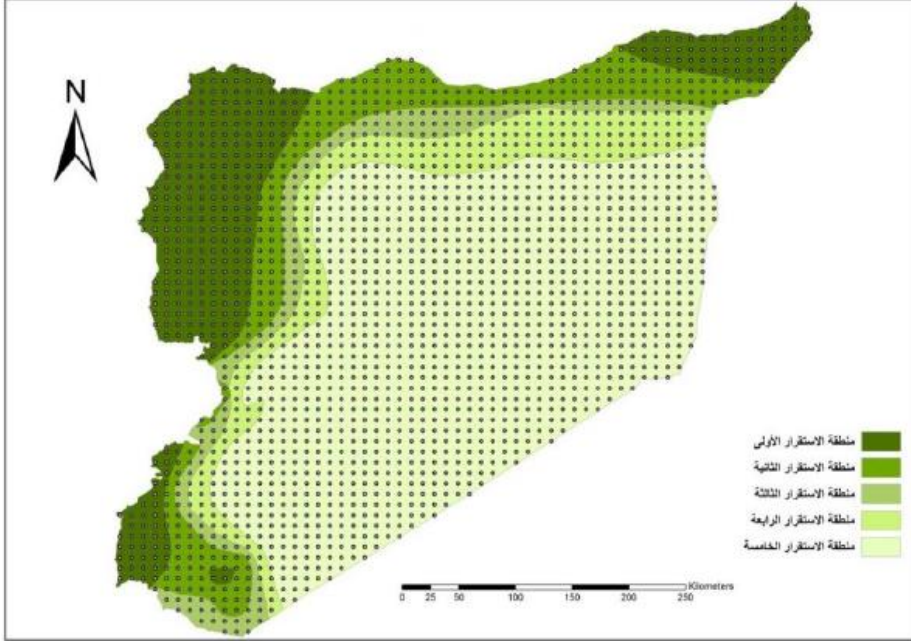 N
منطقة الاستقرار الأولى
منطقة الاستقرار الثانية
منطقة الاستقرار الثالثة
منطقة الاستقرار الرابعة
منطقة الاستقرار الخامسة
Kilometers
0 25 50 100 150 200 250